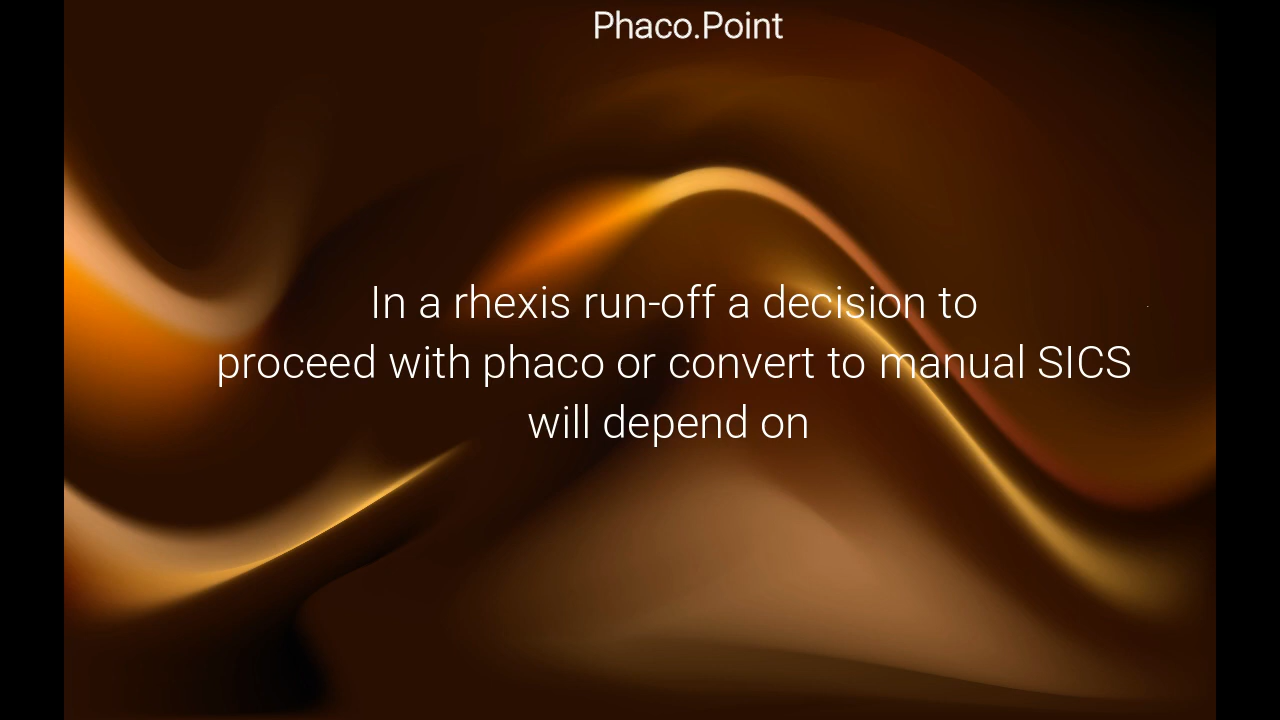 Phaco.Point
In a rhexis run-off a decision to
proceed with phaco or convert to manual SICS
will depend on